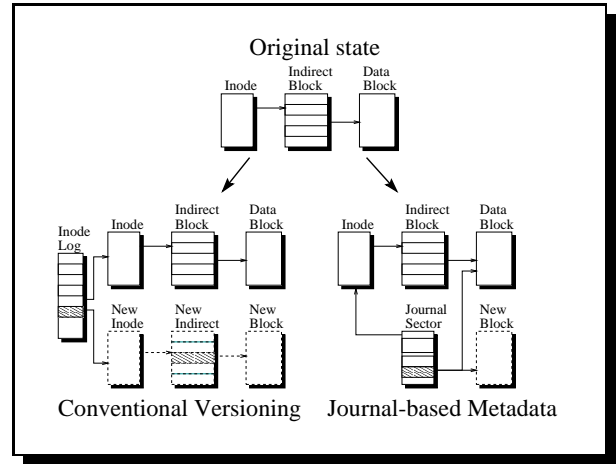 Original state
Inode
Indirect
Block
Data
Block
Inode
Log
Inode
Indirect
Block
Data
Block
New
Inode
New
Indirect
New
Block
Conventional Versioning
Inode
Indirect
Block
Data
Block
Journal
Sector
New
Block
Journal-based Metadata